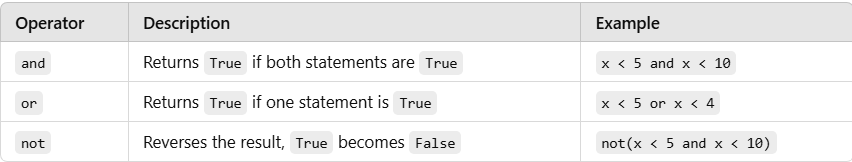 Operator Description Example
and Returns True if both statements are True x < 5 and x < 10
or Returns True if one statement is True x < 5 or x < 4
not Reverses the result, True becomes False not(x < 5 and x < 10)